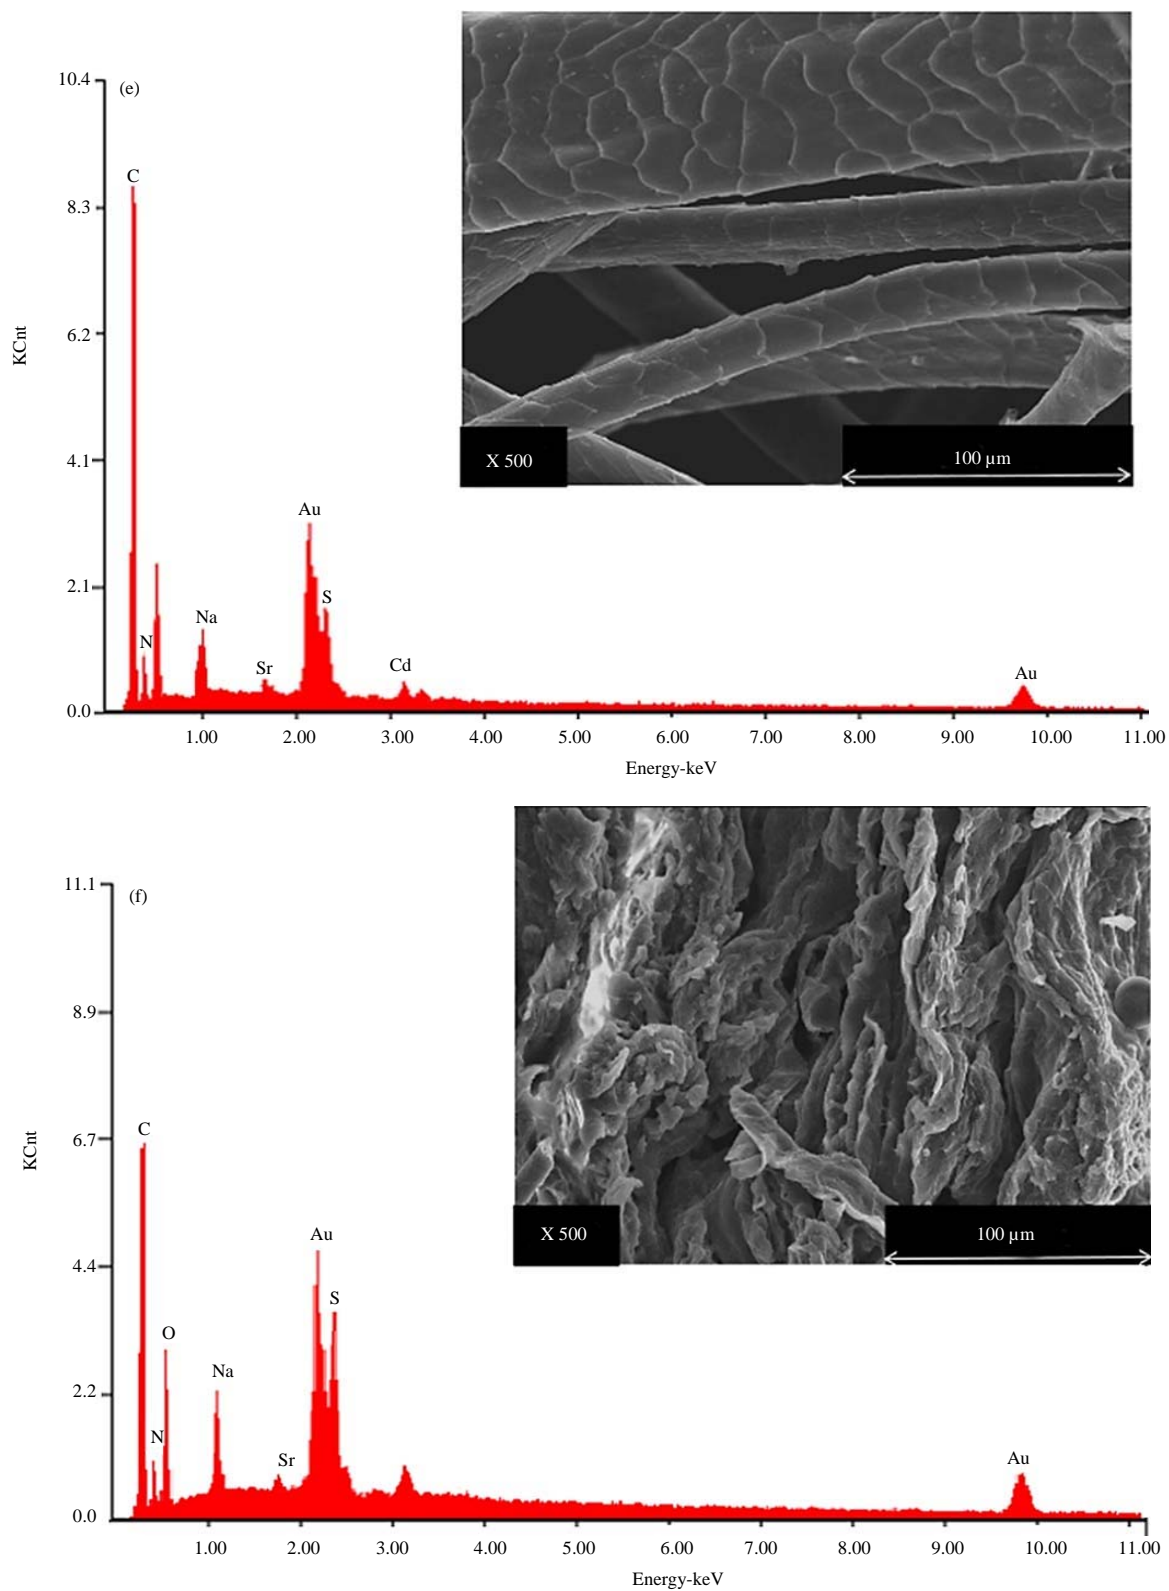 (e)
10.4
8.3
6.2
4.1
2.1
0.0
KCnt
C
N
Na
Sr
Au
S
Cd
Au
X 500
100 µm
1.00 2.00 3.00 4.00 5.00 6.00 7.00 8.00 9.00 10.00 11.00
Energy-keV
(f)
11.1
8.9
6.7
4.4
2.2
0.0
KCnt
C
N
O
Na
Sr
Au
S
Au
X 500
100 µm
1.00 2.00 3.00 4.00 5.00 6.00 7.00 8.00 9.00 10.00 11.00
Energy-keV